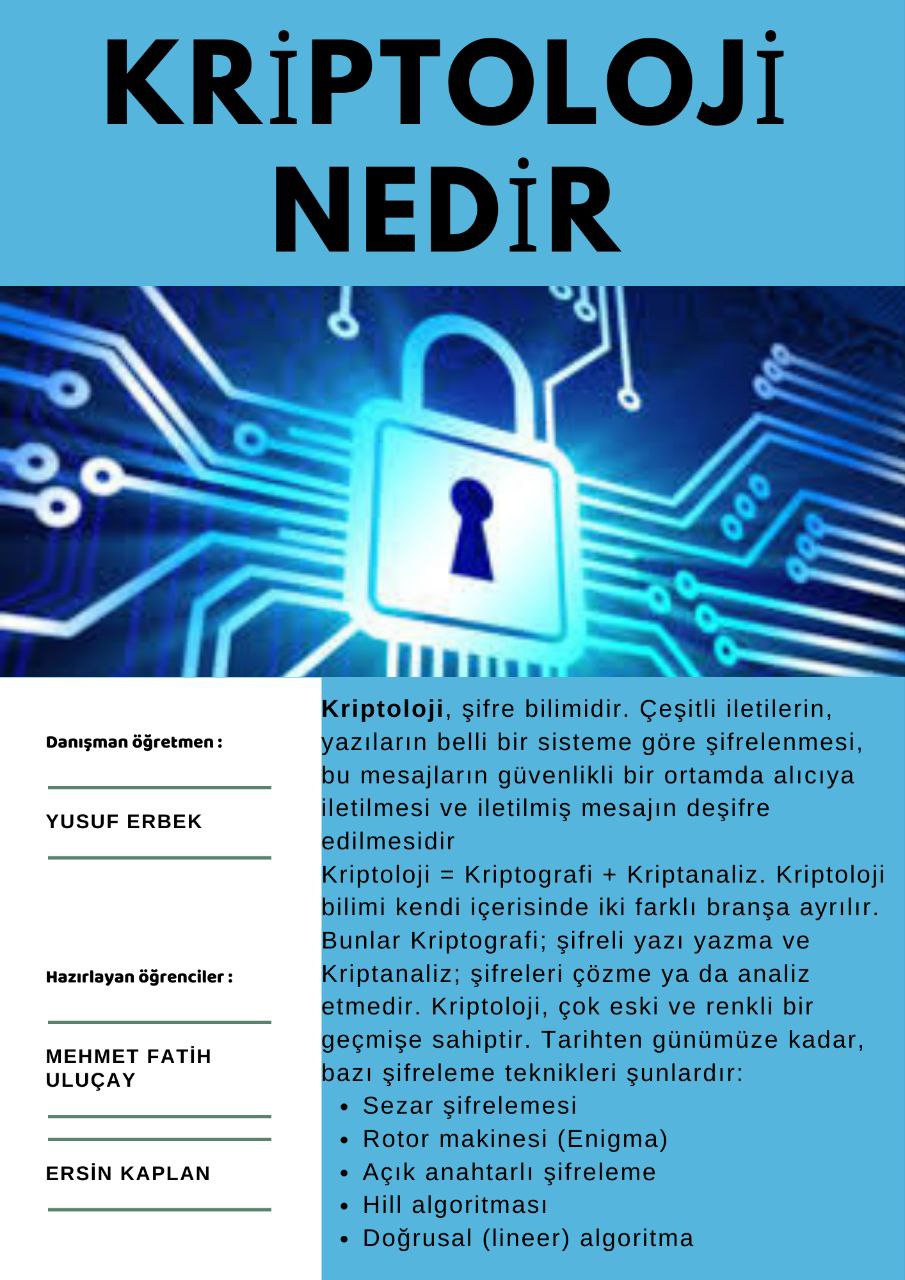 KRİPTOLOJİ
NEDİR
Danışman öğretmen :
YUSUF ERBEK
Hazırlayan öğrenciler :
MEHMET FATİH
ULUÇAY
ERSİN KAPLAN
Kriptoloji, şifre bilimidir. Çeşitli iletilerin,
yazıların belli bir sisteme göre şifrelenmesi,
bu mesajların güvenlikli bir ortamda alıcıya
iletilmesi ve iletilmiş mesajın deşifre
edilmesidir
Kriptoloji = Kriptografi + Kriptanaliz. Kriptoloji
bilimi kendi içerisinde iki farklı branşa ayrılır.
Bunlar Kriptografi; şifreli yazı yazma ve
Kriptanaliz; şifreleri çözme ya da analiz
etmedir. Kriptoloji, çok eski ve renkli bir
geçmişe sahiptir. Tarihten günümüze kadar,
bazı şifreleme teknikleri şunlardır:
• Sezar şifrelemesi
• Rotor makinesi (Enigma)
• Açık anahtarlı şifreleme
• Hill algoritması
• Doğrusal (lineer) algoritma